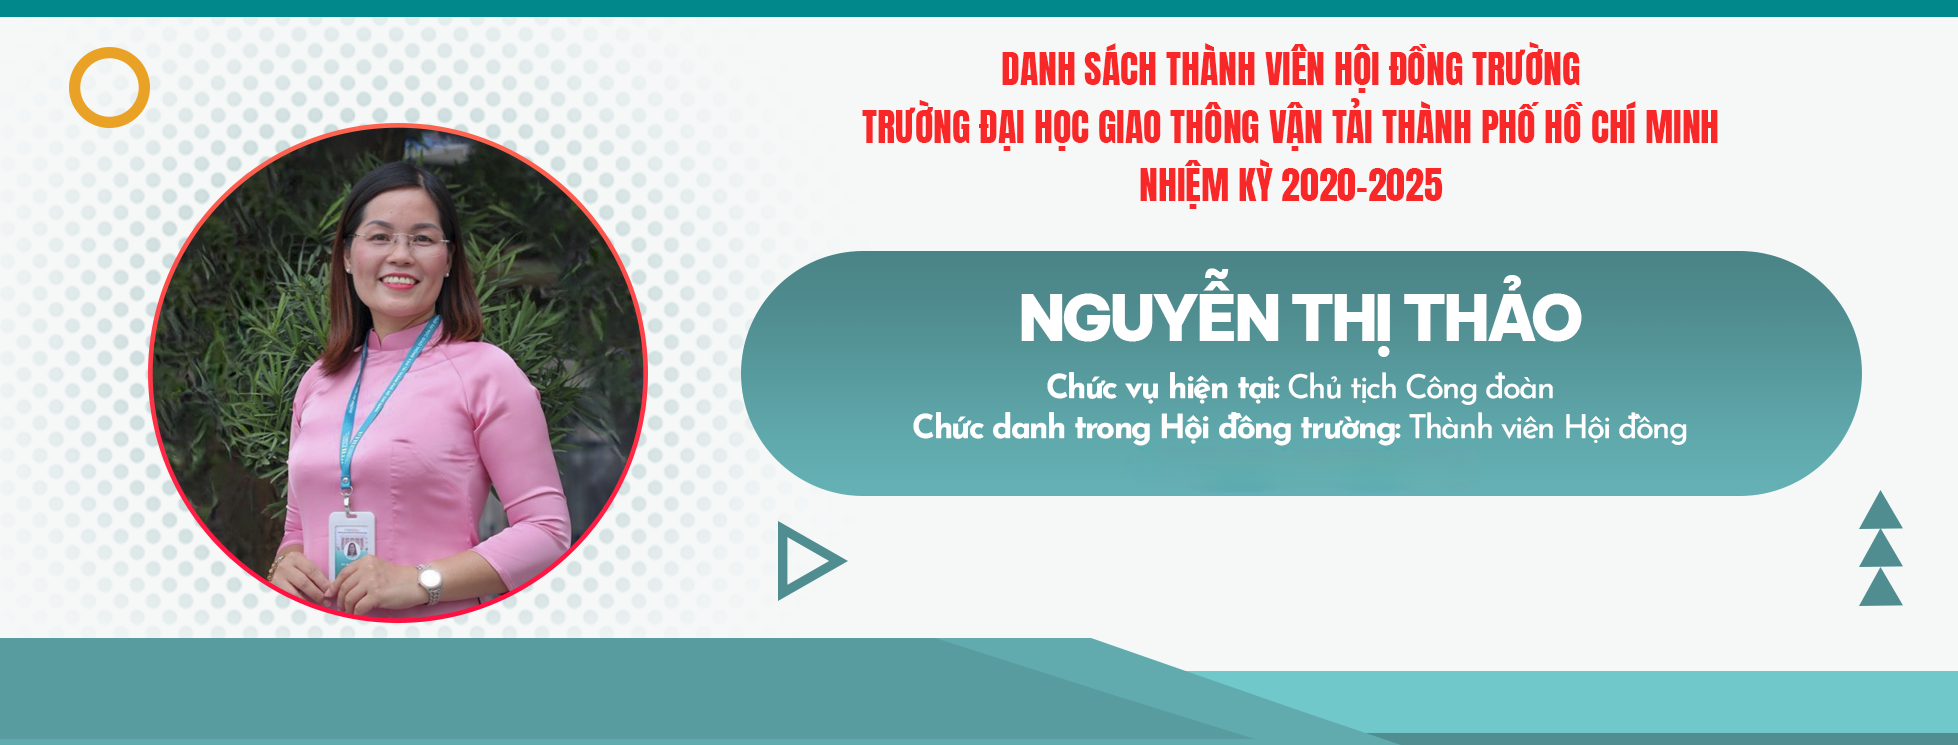 DANH SÁCH THÀNH VIÊN HỘI ĐỒNG TRƯỜNG
TRƯỜNG ĐẠI HỌC GIAO THÔNG VẬN TẢI THÀNH PHỐ HỒ CHÍ MINH
NHIỆM KỲ 2020-2025
NGUYỄN THỊ THẢO
Chức vụ hiện tại: Chủ tịch Công đoàn
Chức danh trong Hội đồng trường: Thành viên Hội đồng